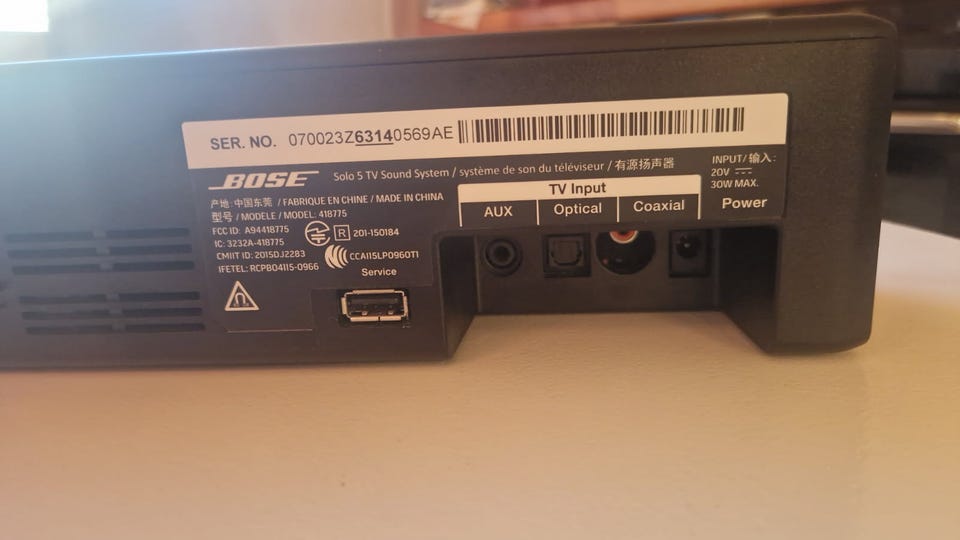 SER. NO. 070023Z63140569AE
BOSE Solo 5 TV Sound System / système de son du téléviseur / 有源扬声器
产地: 中国东莞 / FABRIQUE EN CHINE / MADE IN CHINA
型号 / MODELE / MODEL: 418775
FCC ID: A94418775
IC: 3232A-418775
CMIIT ID: 2015DJ2283
IFETEL: RCPBO4115-0966
R 201-150184
CCAI15LP0960T1
Service
TV Input
AUX
Optical
Coaxial
INPUT/ 输入:
20V
30W MAX.
Power